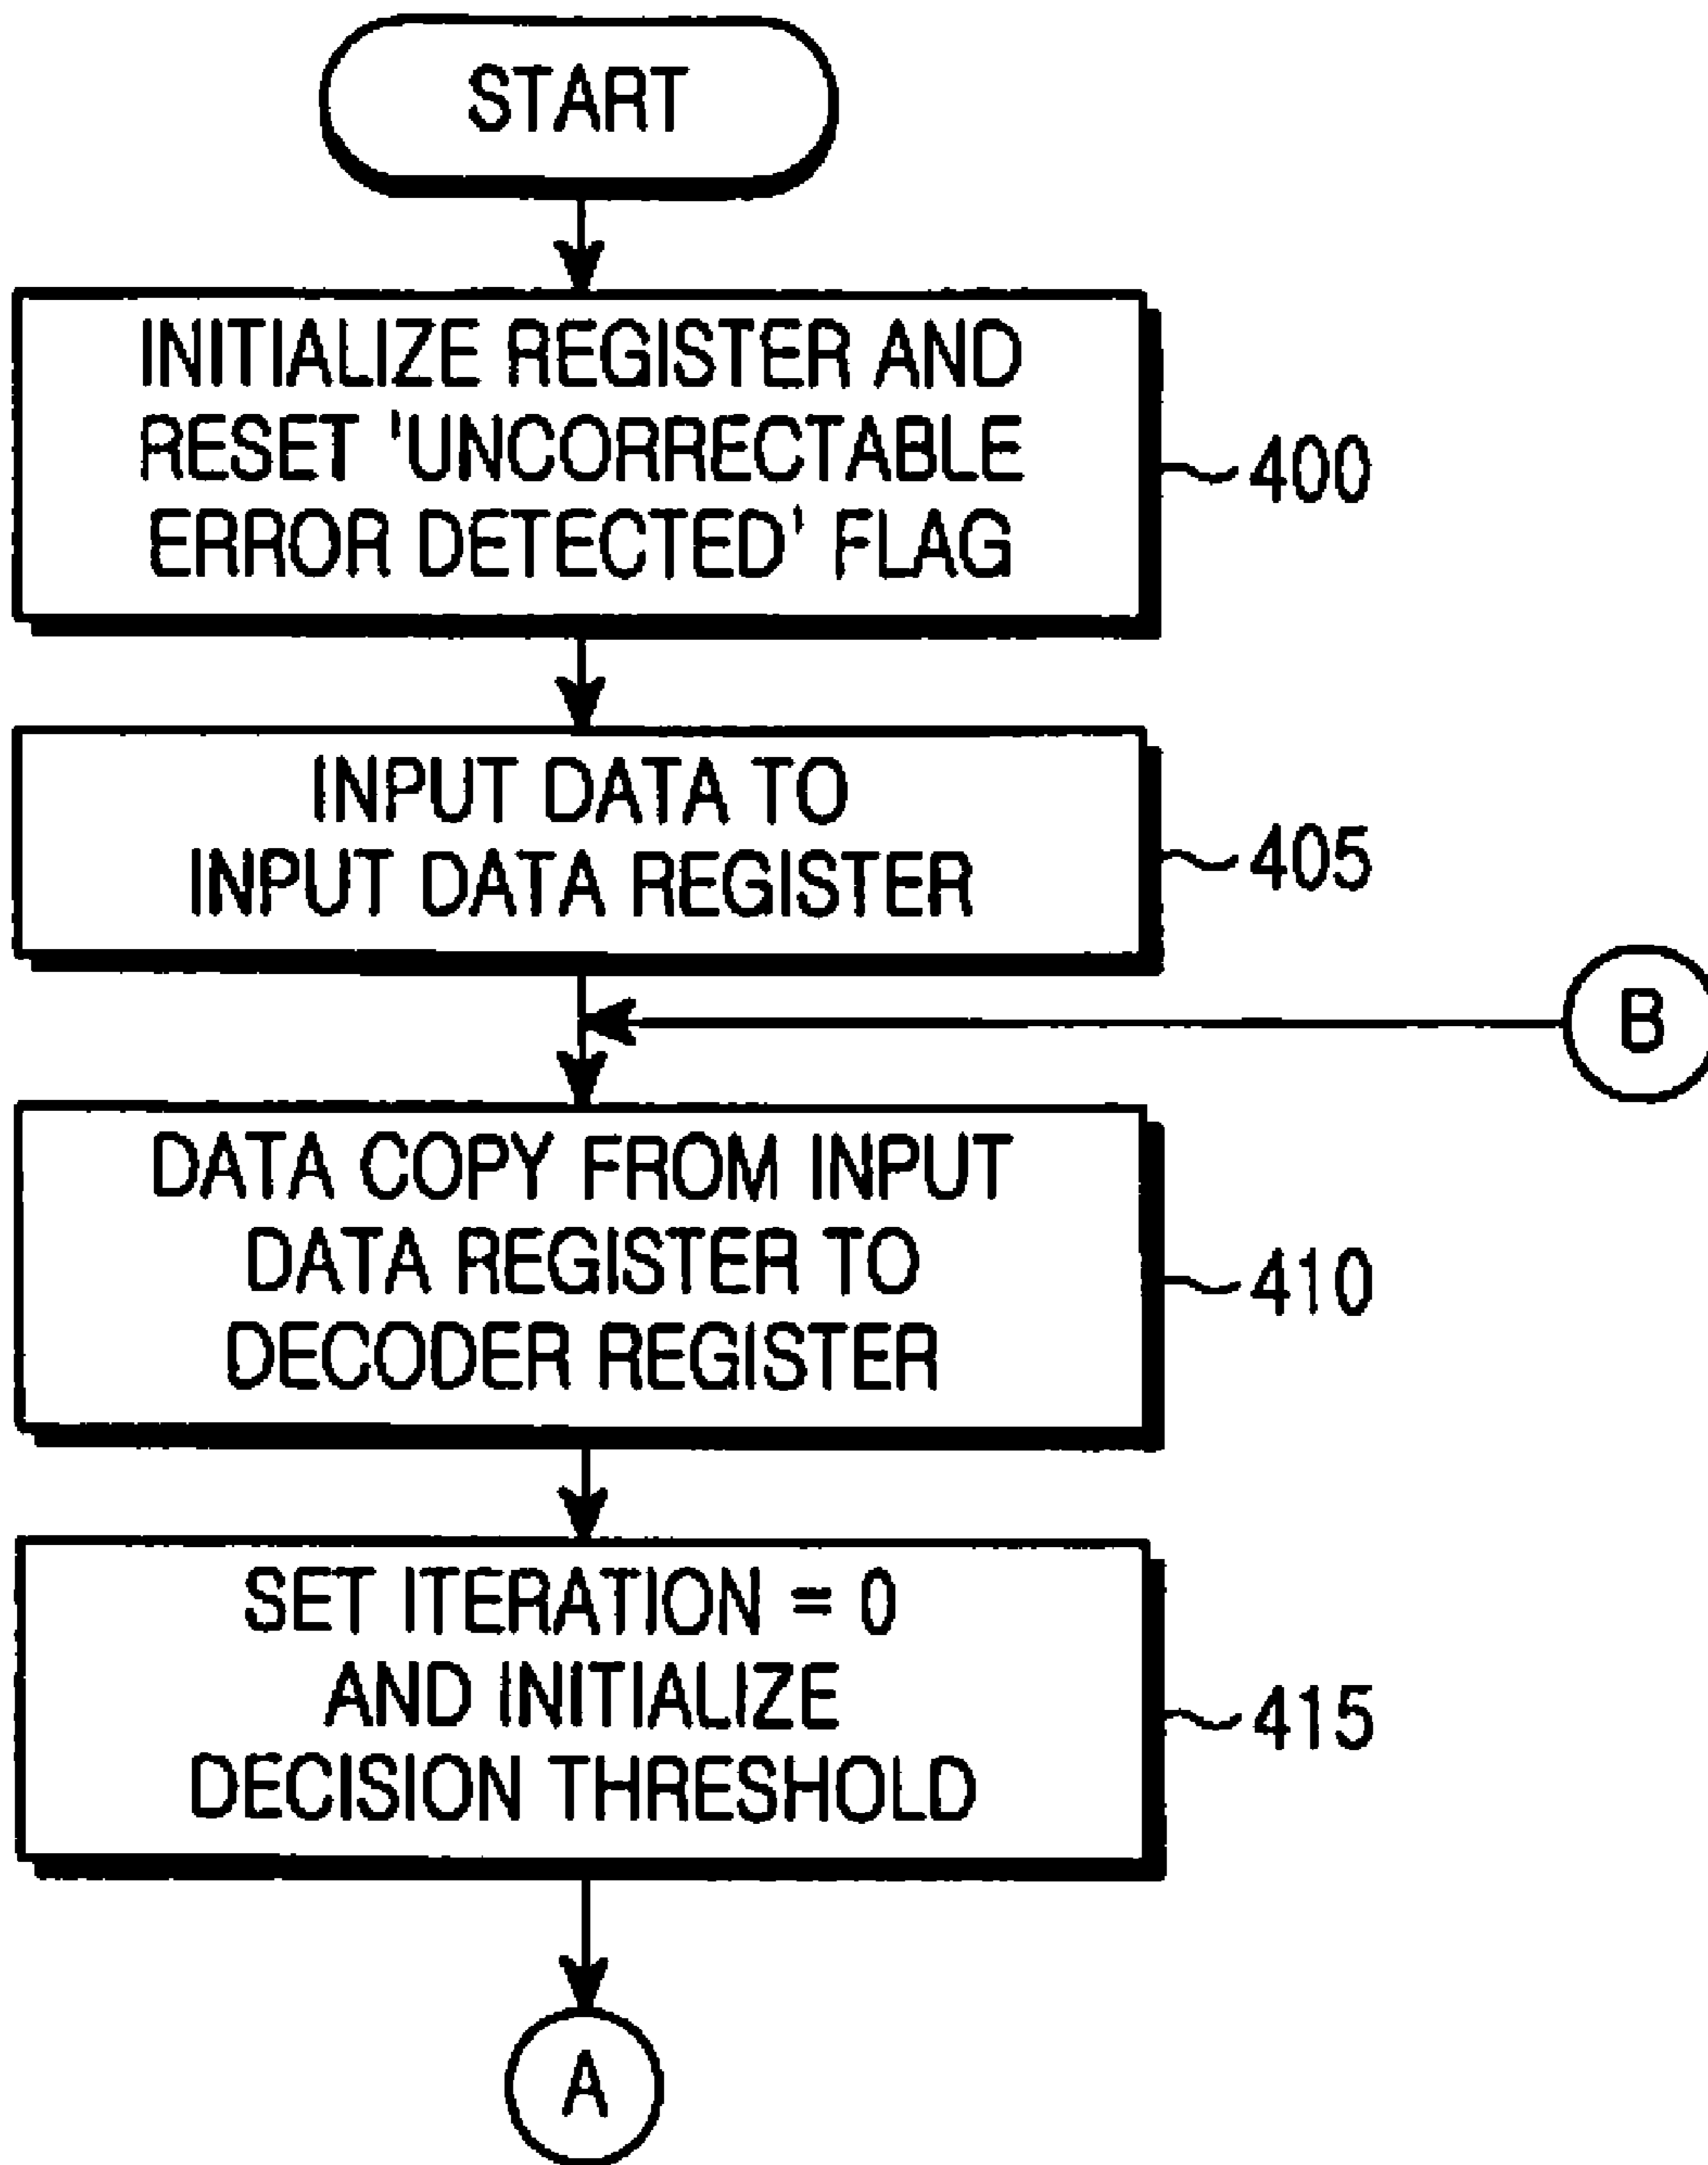 START
INITIALIZE REGISTER AND
RESET 'UNCORRECTABLE
ERROR DETECTED' FLAG
400
INPUT DATA TO
INPUT DATA REGISTER
405
B
DATA COPY FROM INPUT
DATA REGISTER TO
DECODER REGISTER
410
SET ITERATION = 0
AND INITIALIZE
DECISION THRESHOLD
415
A